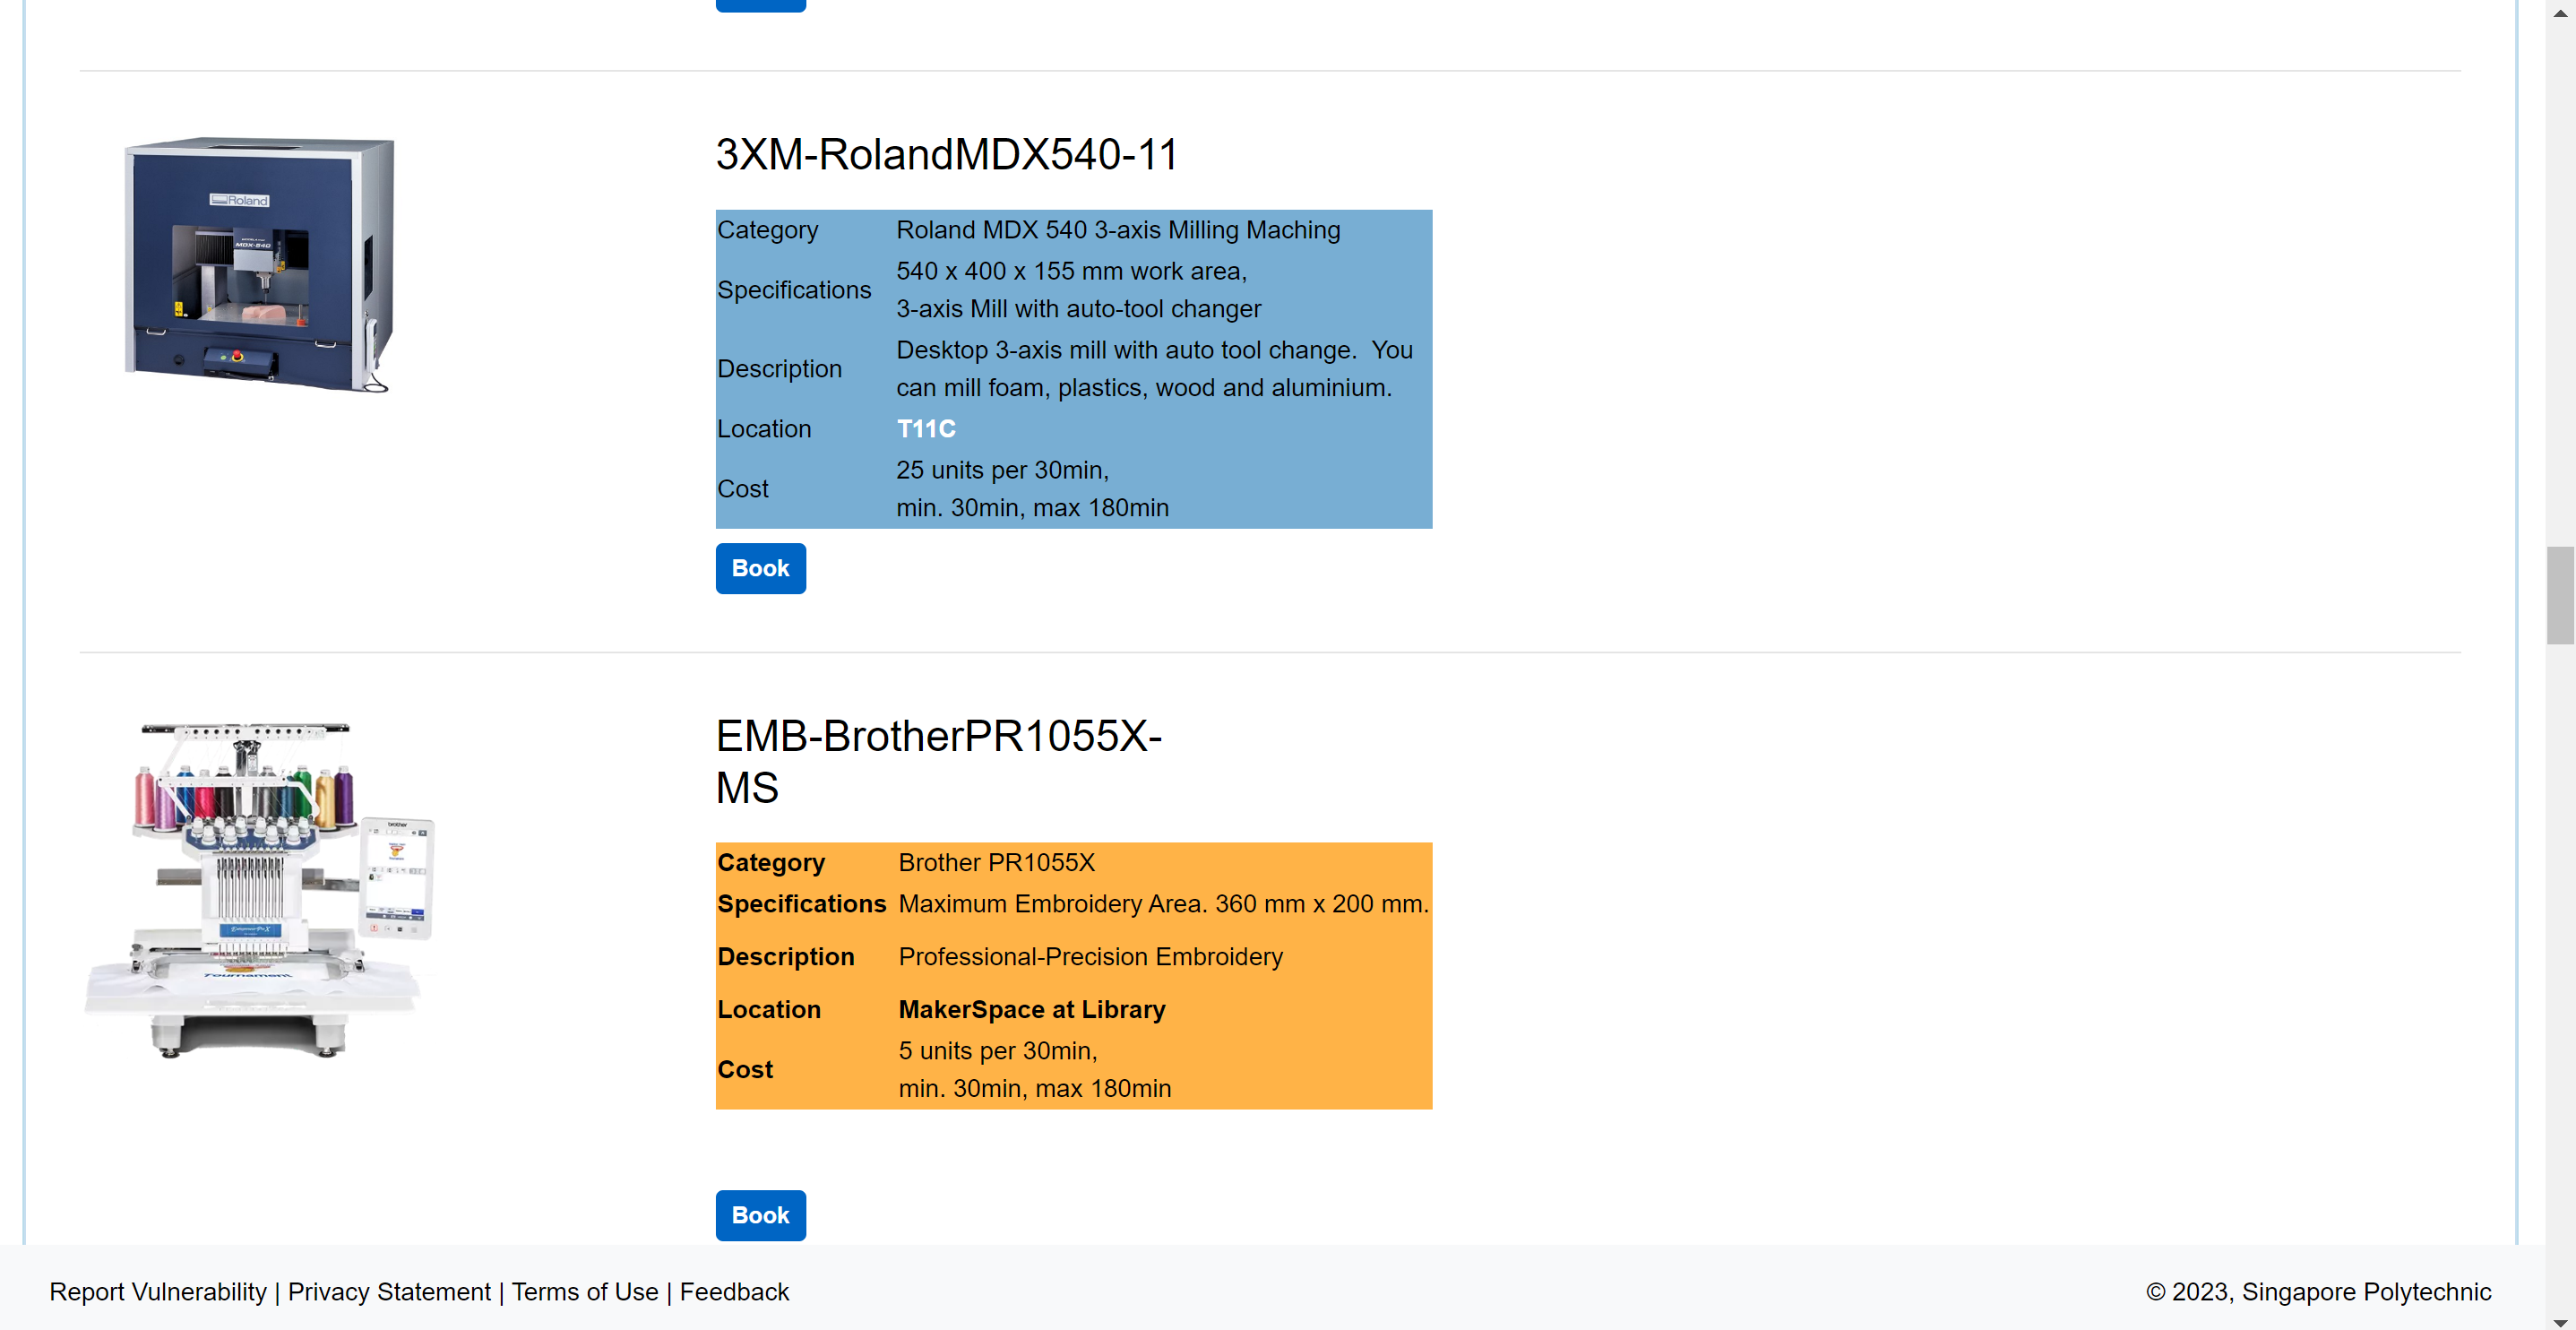 3XM-RolandMDX540-11
Roland
MDX-540
Category Roland MDX 540 3-axis Milling Maching
Specifications 540 x 400 x 155 mm work area,
3-axis Mill with auto-tool changer
Description Desktop 3-axis mill with auto tool change.  You
can mill foam, plastics, wood and aluminium.
Location T11C
Cost 25 units per 30min,
min. 30min, max 180min
Book
EMB-BrotherPR1055X-
MS
brother
Tournament
Category Brother PR1055X
Specifications Maximum Embroidery Area. 360 mm x 200 mm.
Description Professional-Precision Embroidery
Location MakerSpace at Library
Cost 5 units per 30min,
min. 30min, max 180min
Book
Report Vulnerability | Privacy Statement | Terms of Use | Feedback
© 2023, Singapore Polytechnic